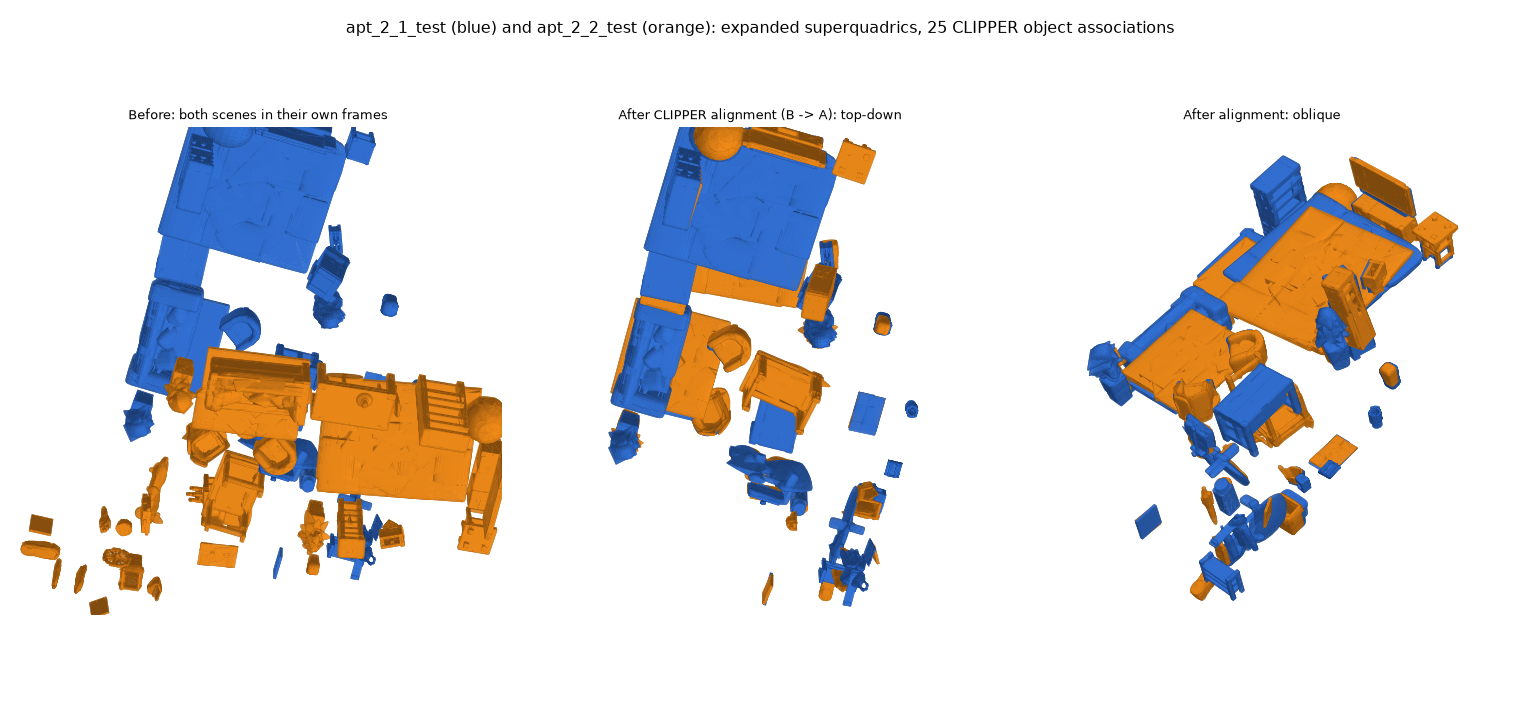 apt_2_1_test (blue) and apt_2_2_test (orange): expanded superquadrics, 25 CLIPPER object associations
Before: both scenes in their own frames
After CLIPPER alignment (B -> A): top-down
After alignment: oblique